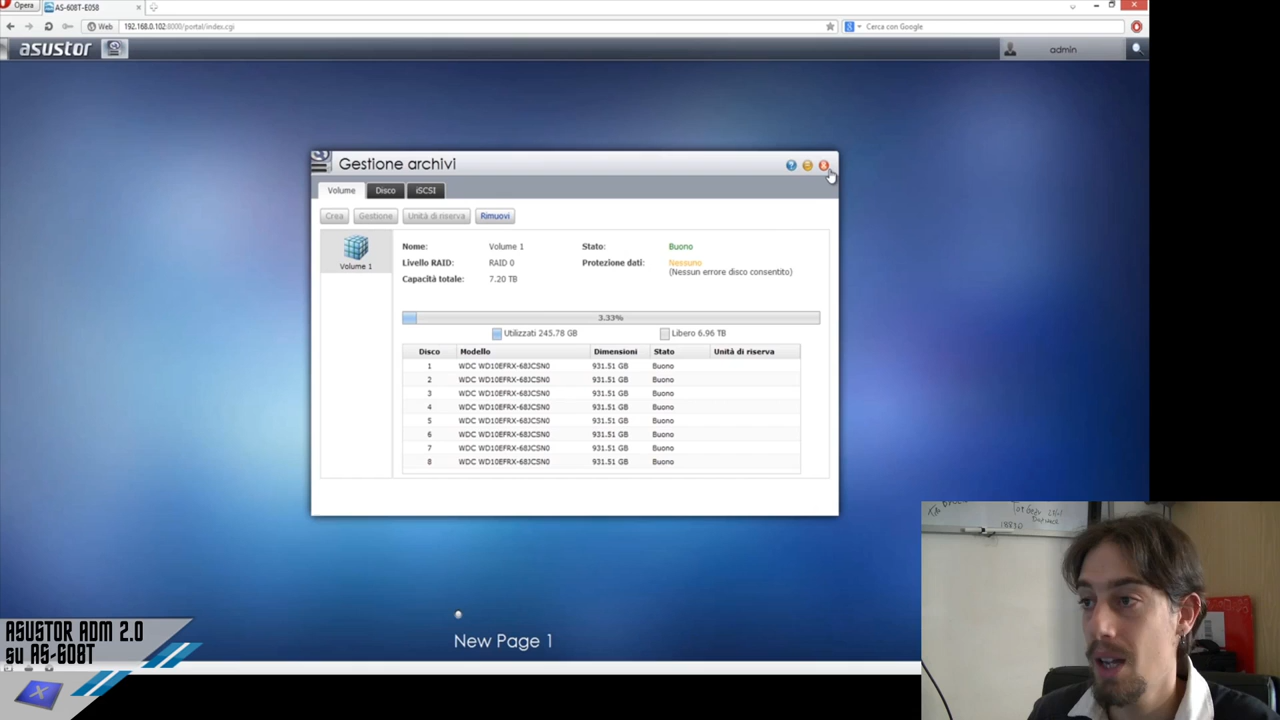 Opera
AS-608T-E058
Web
192.168.0.102:8000/portal/index.cgi
Cerca con Google
asustor
admin
Gestione archivi
Volume
Disco
iSCSI
Crea
Gestione
Unità di riserva
Rimuovi
Volume 1
Nome: Volume 1 Stato: Buono
Livello RAID: RAID 0 Protezione dati: Nessuno
(Nessun errore disco consentito)
Capacità totale: 7.20 TB
3.33%
Utilizzati 245.78 GB Libero 6.96 TB
Disco Modello Dimensioni Stato Unità di riserva
1 WDC WD10EFRX-68JCSN0 931.51 GB Buono
2 WDC WD10EFRX-68JCSN0 931.51 GB Buono
3 WDC WD10EFRX-68JCSN0 931.51 GB Buono
4 WDC WD10EFRX-68JCSN0 931.51 GB Buono
5 WDC WD10EFRX-68JCSN0 931.51 GB Buono
6 WDC WD10EFRX-68JCSN0 931.51 GB Buono
7 WDC WD10EFRX-68JCSN0 931.51 GB Buono
8 WDC WD10EFRX-68JCSN0 931.51 GB Buono
New Page 1
ASUSTOR ADM 2.0
su AS-608T